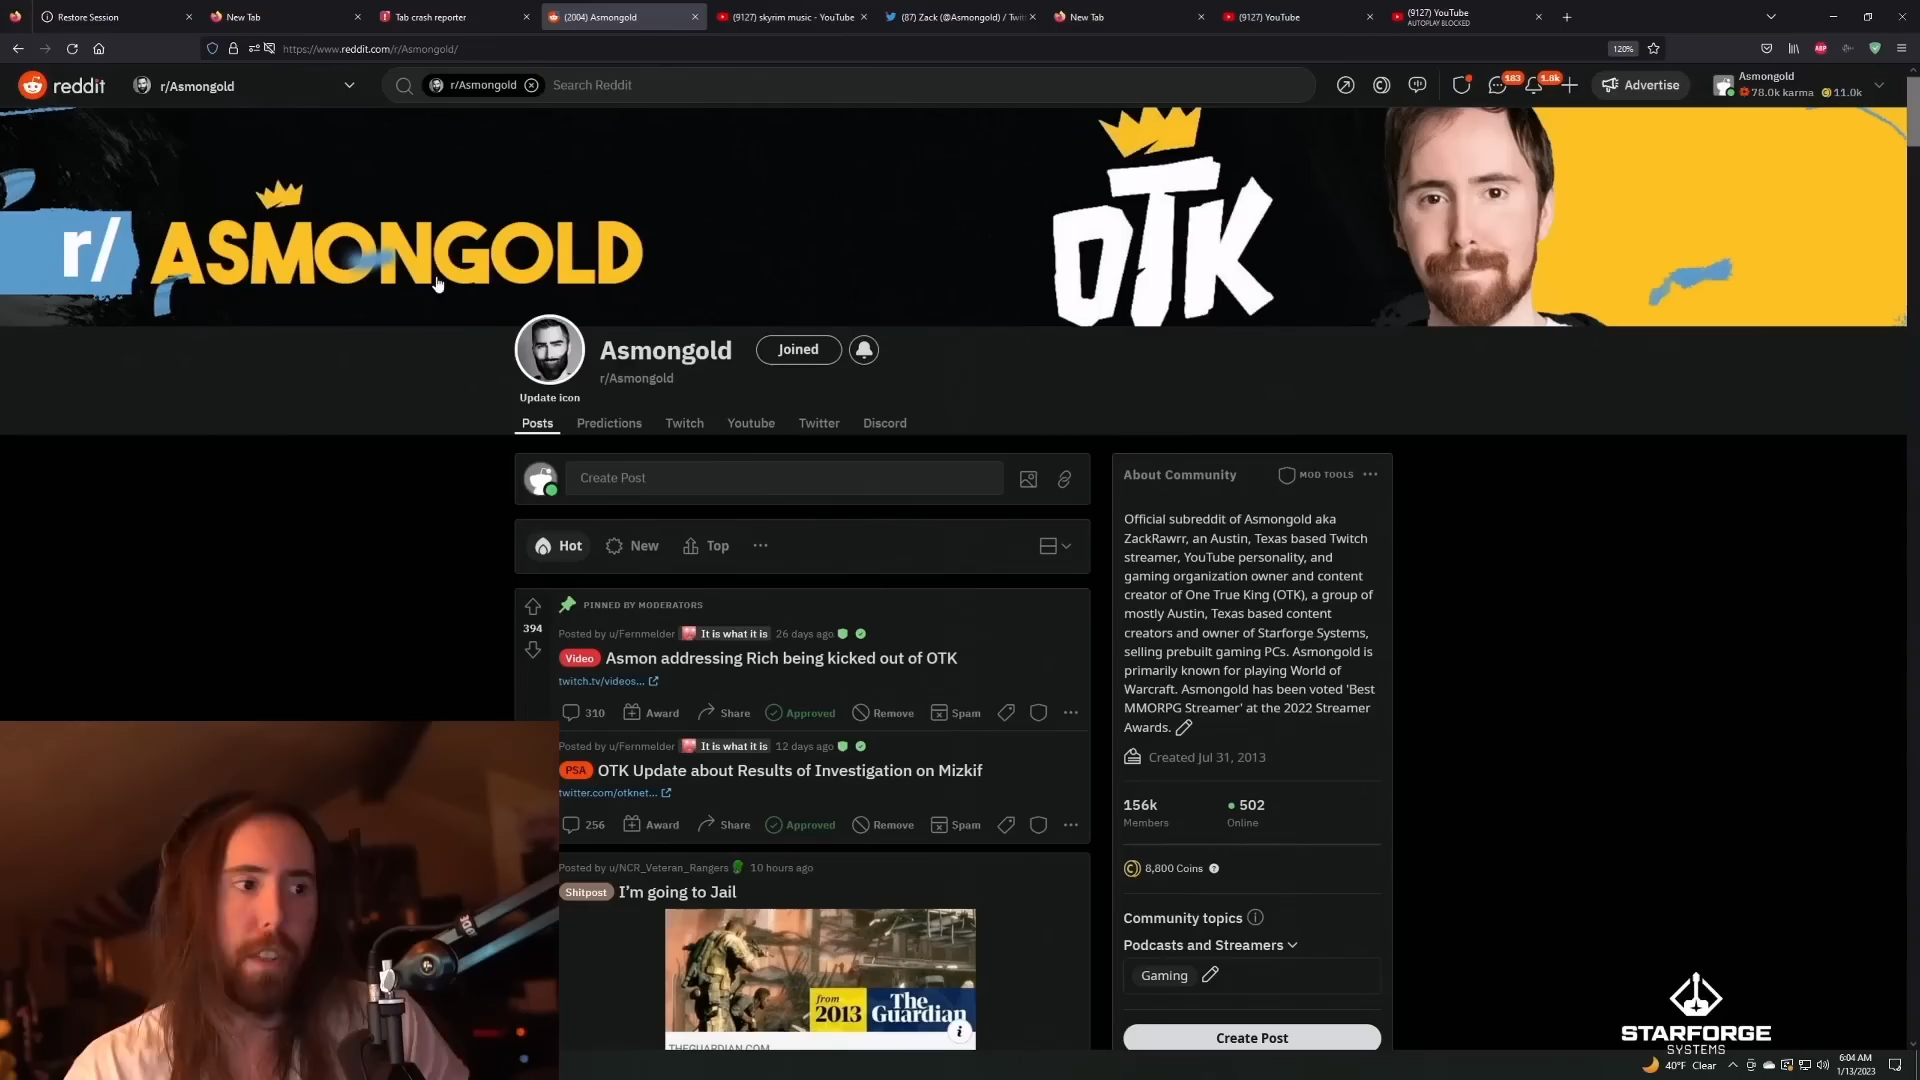 Restore Session
New Tab
Tab crash reporter
(2004) Asmongold
(9127) skyrim music - YouTube
(87) Zack (@Asmongold) / Twit
New Tab
(9127) YouTube
(9127) YouTube
AUTOPLAY BLOCKED
https://www.reddit.com/r/Asmongold/
120%
ABP
reddit
r/Asmongold
r/Asmongold
Search Reddit
183
1.8k
Advertise
Asmongold
78.0k karma
11.0k
r/ ASMONGOLD
OTK
Asmongold
Joined
r/Asmongold
Update icon
Posts
Predictions
Twitch
Youtube
Twitter
Discord
Create Post
Hot
New
Top
PINNED BY MODERATORS
394
Posted by u/Fernmelder It is what it is 26 days ago
Video Asmon addressing Rich being kicked out of OTK
twitch.tv/videos...
310 Award Share Approved Remove Spam
Posted by u/Fernmelder It is what it is 12 days ago
PSA OTK Update about Results of Investigation on Mizkif
twitter.com/otknet...
256 Award Share Approved Remove Spam
Posted by u/NCR_Veteran_Rangers 10 hours ago
Shitpost I'm going to Jail
from
2013
The
Guardian
THEGUARDIAN.COM
About Community
MOD TOOLS
Official subreddit of Asmongold aka
ZackRawrr, an Austin, Texas based Twitch
streamer, YouTube personality, and
gaming organization owner and content
creator of One True King (OTK), a group of
mostly Austin, Texas based content
creators and owner of Starforge Systems,
selling prebuilt gaming PCs. Asmongold is
primarily known for playing World of
Warcraft. Asmongold has been voted 'Best
MMORPG Streamer' at the 2022 Streamer
Awards.
Created Jul 31, 2013
156k
Members
502
Online
8,800 Coins
Community topics
Podcasts and Streamers
Gaming
Create Post
STARFORGE
SYSTEMS
40°F Clear
6:04 AM
1/13/2023